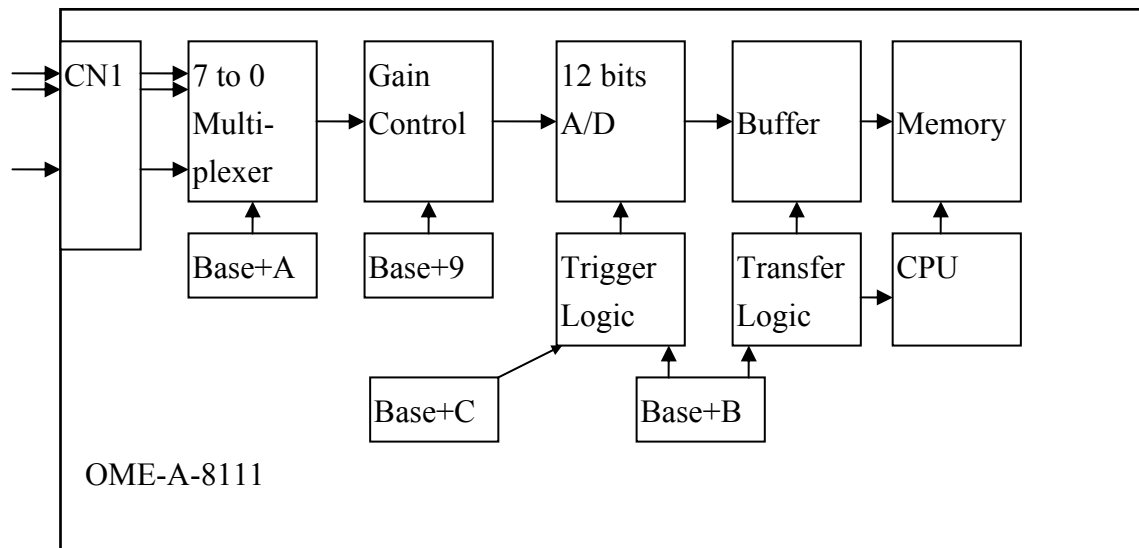 CN1
7 to 0
Multi-
plexer
Gain
Control
12 bits
A/D
Buffer
Memory
Base+A
Base+9
Trigger
Logic
Transfer
Logic
CPU
Base+C
Base+B
OME-A-8111